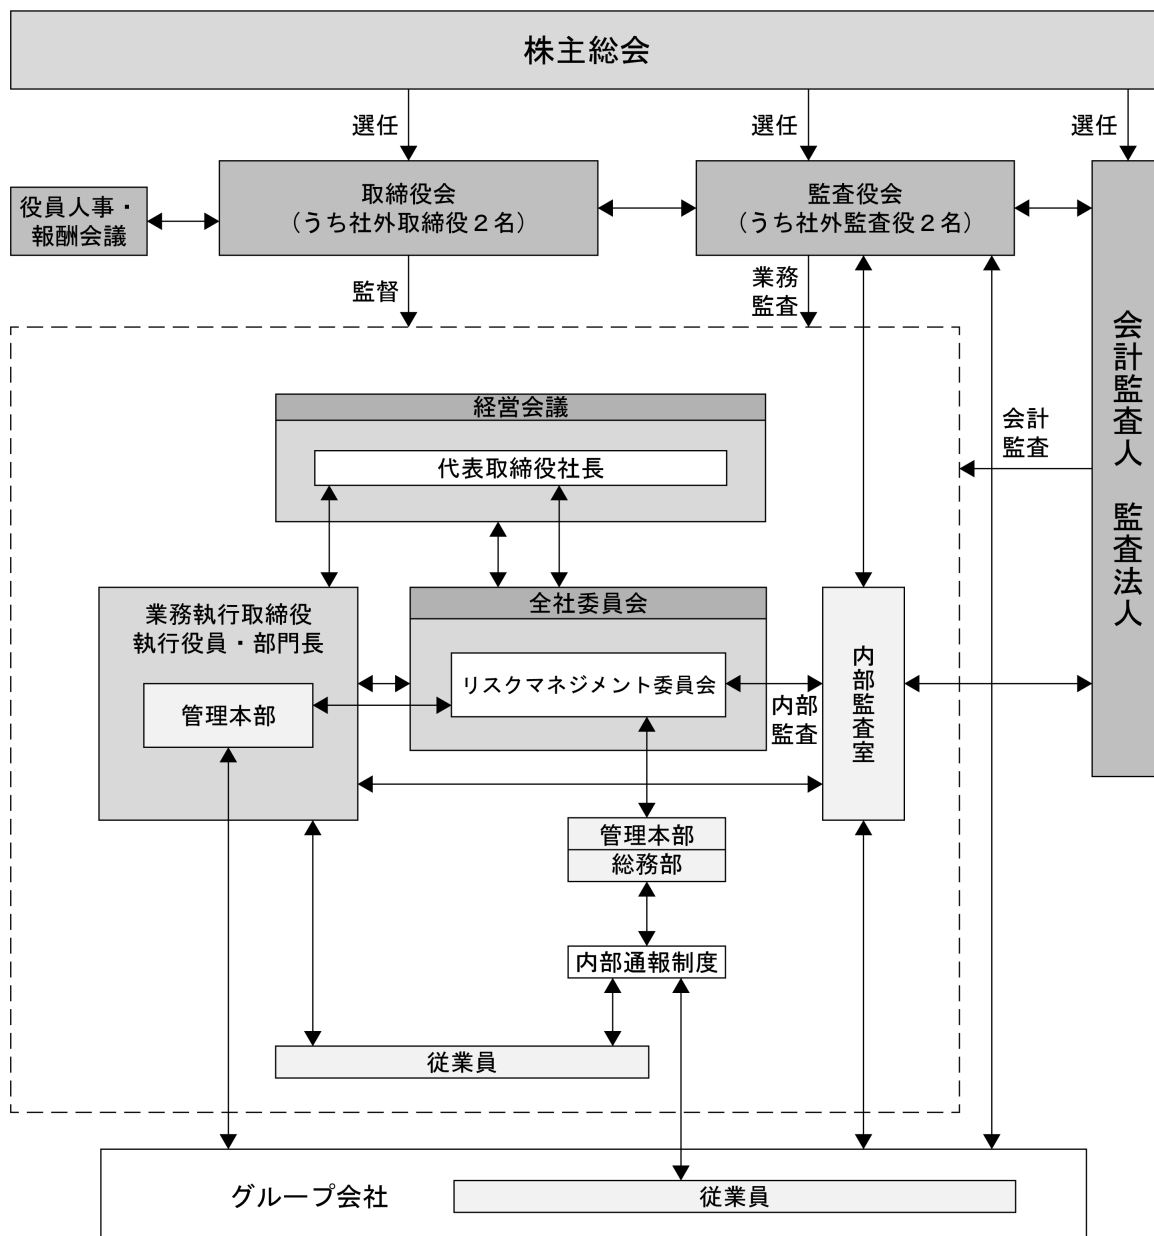 株主総会
選任
選任
選任
役員人事・
報酬会議
取締役会
（うち社外取締役２名）
監査役会
（うち社外監査役２名）
監督
業務
監査
会計監査人　監査法人
経営会議
代表取締役社長
会計
監査
業務執行取締役
執行役員・部門長
管理本部
全社委員会
リスクマネジメント委員会
内部
監査
内部監査室
管理本部
総務部
内部通報制度
従業員
グループ会社
従業員